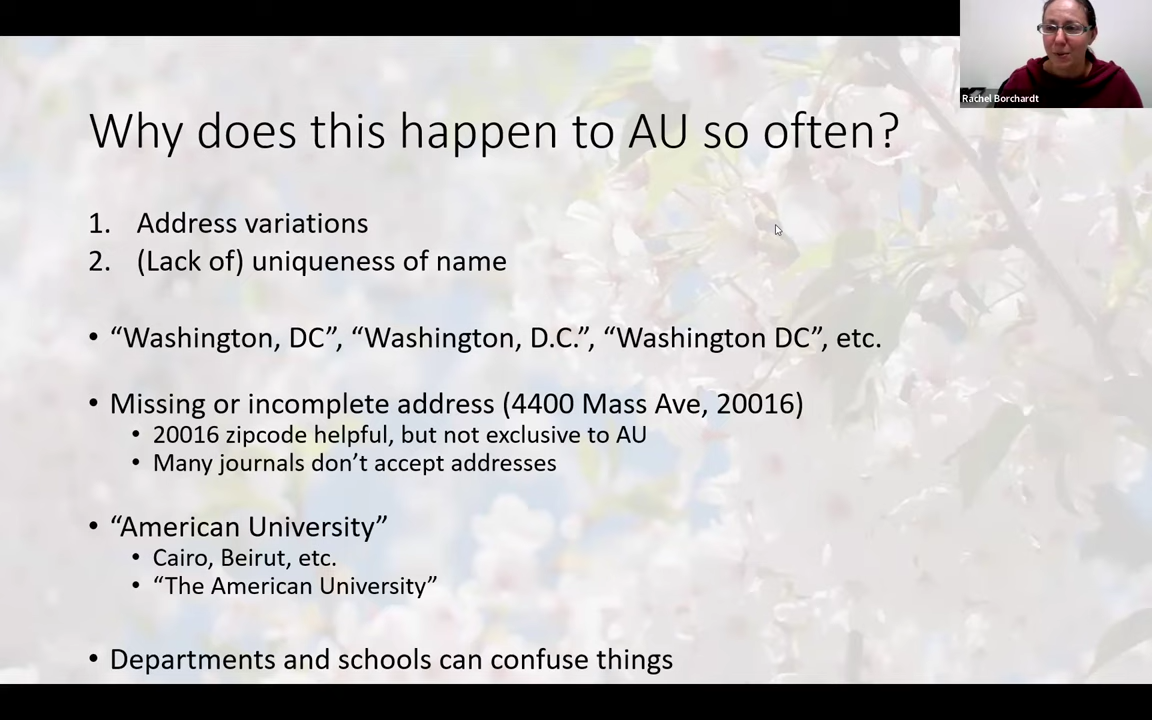 Rachel Borchardt
Why does this happen to AU so often?
1. Address variations
2. (Lack of) uniqueness of name
• “Washington, DC”, “Washington, D.C.”, “Washington DC”, etc.
• Missing or incomplete address (4400 Mass Ave, 20016)
• 20016 zipcode helpful, but not exclusive to AU
• Many journals don’t accept addresses
• “American University”
• Cairo, Beirut, etc.
• “The American University”
• Departments and schools can confuse things